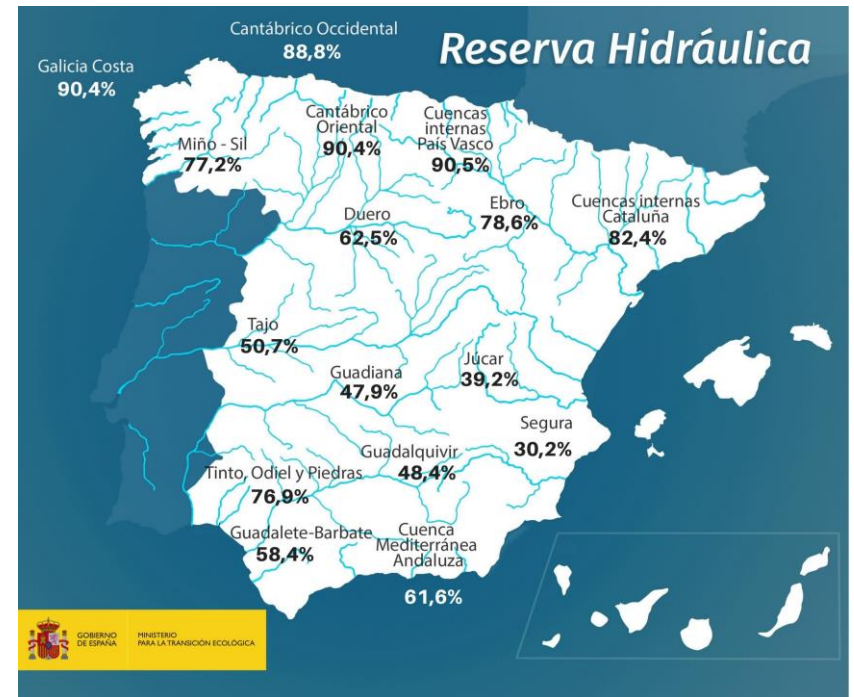 Reserva Hidráulica
Cantábrico Occidental
88,8%
Galicia Costa
90,4%
Cantábrico
Oriental
90,4%
Cuencas
internas
País Vasco
90,5%
Miño - Sil
77,2%
Ebro
78,6%
Cuencas internas
Cataluña
82,4%
Duero
62,5%
Tajo
50,7%
Guadiana
47,9%
Júcar
39,2%
Segura
30,2%
Guadalquivir
48,4%
Tinto, Odiel y Piedras
76,9%
Guadalete-Barbate
58,4%
Cuenca
Mediterránea
Andaluza
61,6%
GOBIERNO
DE ESPAÑA
MINISTERIO
PARA LA TRANSICIÓN ECOLÓGICA